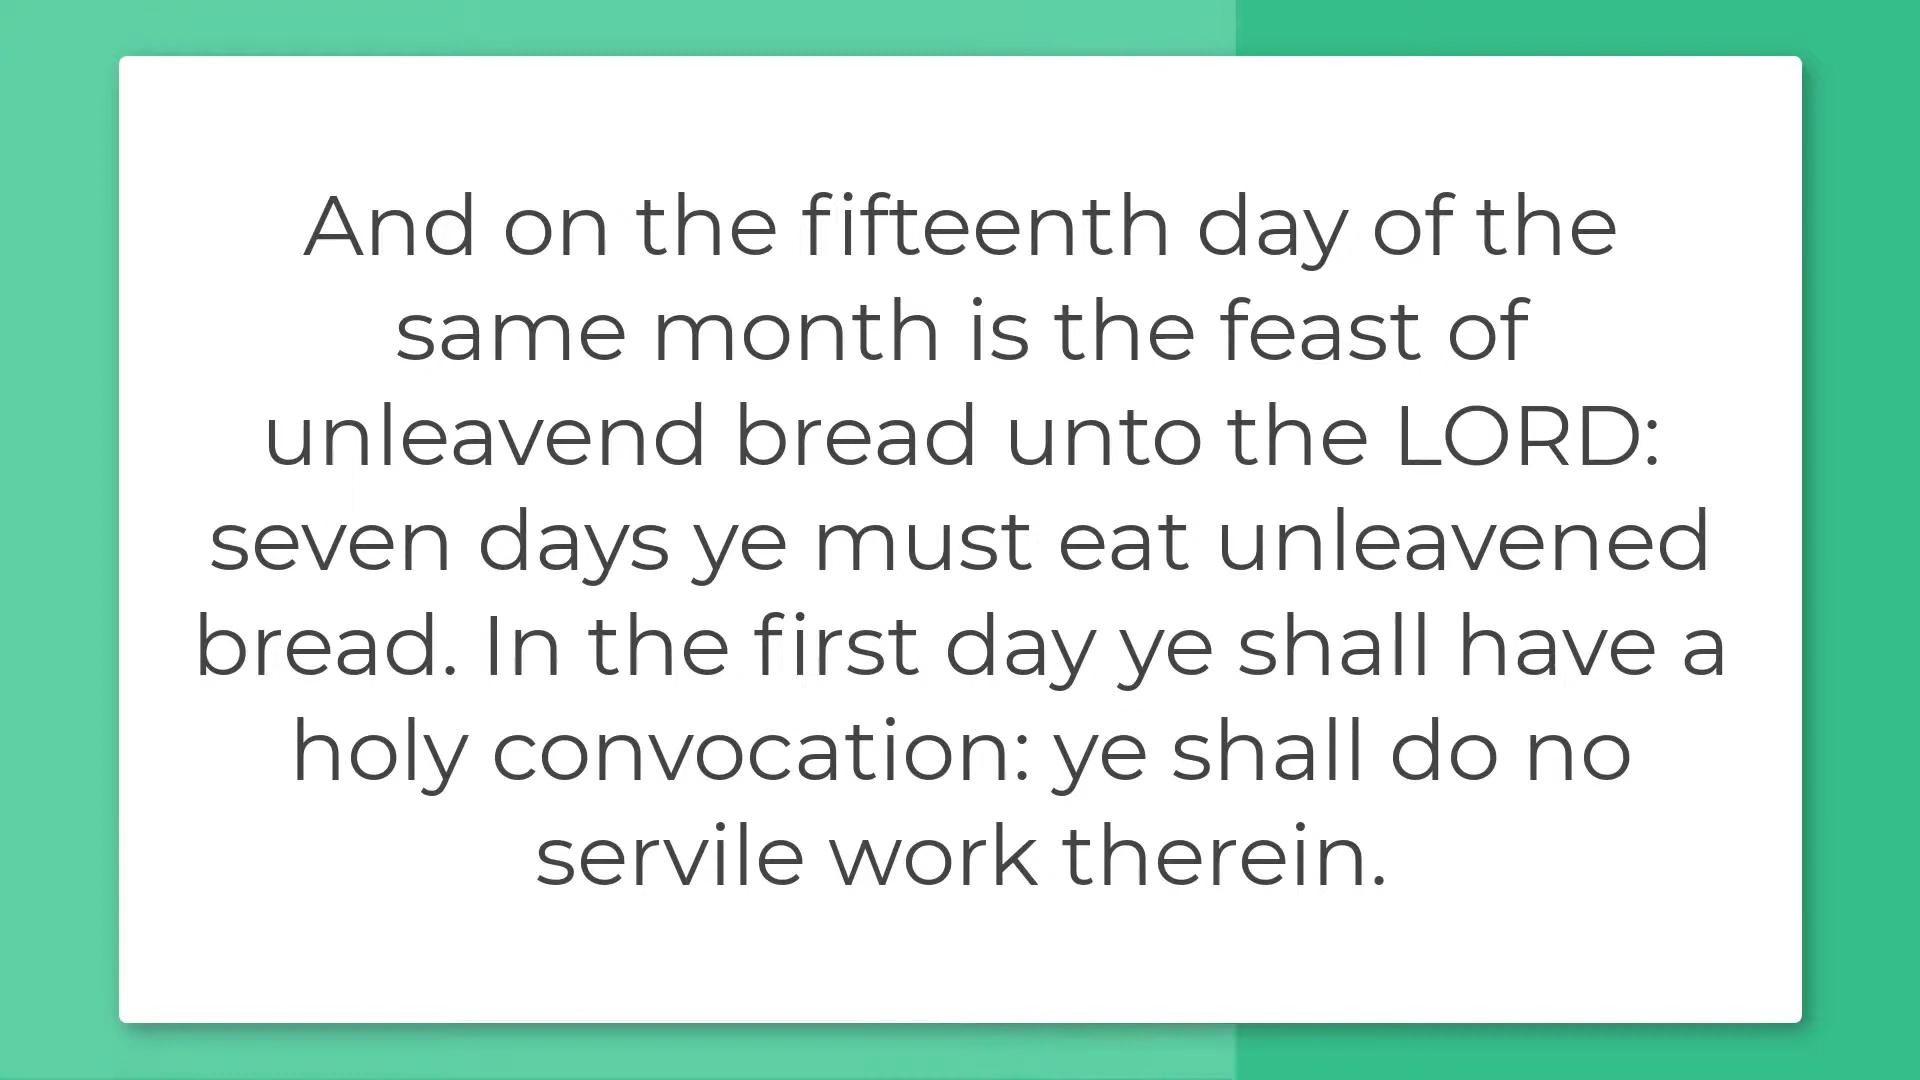 And on the fifteenth day of the
same month is the feast of
unleavend bread unto the LORD:
seven days ye must eat unleavened
bread. In the first day ye shall have a
holy convocation: ye shall do no
servile work therein.